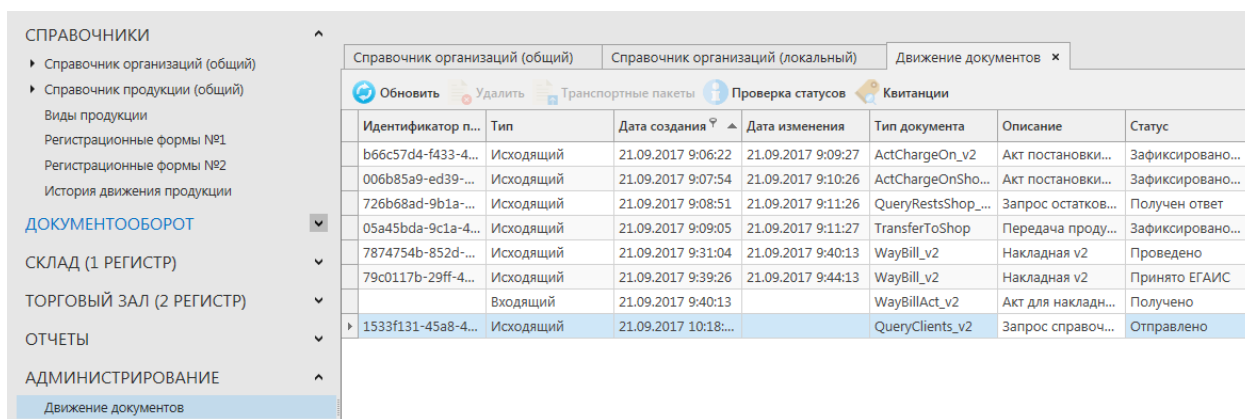 СПРАВОЧНИКИ
Справочник организаций (общий)
Справочник продукции (общий)
Виды продукции
Регистрационные формы №1
Регистрационные формы №2
История движения продукции
ДОКУМЕНТООБОРОТ
СКЛАД (1 РЕГИСТР)
ТОРГОВЫЙ ЗАЛ (2 РЕГИСТР)
ОТЧЕТЫ
АДМИНИСТРИРОВАНИЕ
Движение документов
Справочник организаций (общий) Справочник организаций (локальный) Движение документов ×
Обновить Удалить Транспортные пакеты Проверка статусов Квитанции
Идентификатор п... Тип Дата создания Дата изменения Тип документа Описание Статус
b66c57d4-f433-4... Исходящий 21.09.2017 9:06:22 21.09.2017 9:09:27 ActChargeOn_v2 Акт постановки... Зафиксировано...
006b85a9-ed39-... Исходящий 21.09.2017 9:07:54 21.09.2017 9:10:26 ActChargeOnSho... Акт постановки... Зафиксировано...
726b68ad-9b1a-... Исходящий 21.09.2017 9:08:51 21.09.2017 9:11:26 QueryRestsShop_... Запрос остатков... Получен ответ
05a45bda-9c1a-4... Исходящий 21.09.2017 9:09:05 21.09.2017 9:11:27 TransferToShop Передача проду... Зафиксировано...
7874754b-852d-... Исходящий 21.09.2017 9:31:04 21.09.2017 9:40:13 WayBill_v2 Накладная v2 Проведено
79c0117b-29ff-4... Исходящий 21.09.2017 9:39:26 21.09.2017 9:44:13 WayBill_v2 Накладная v2 Принято ЕГАИС
Входящий 21.09.2017 9:40:13 WayBillAct_v2 Акт для накладн... Получено
1533f131-45a8-4... Исходящий 21.09.2017 10:18:... QueryClients_v2 Запрос справоч... Отправлено